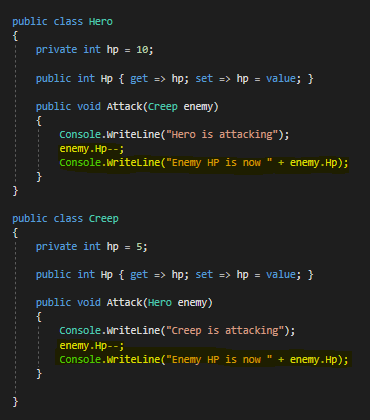 public class Hero
{
private int hp = 10;
public int Hp { get => hp; set => hp = value; }
public void Attack(Creep enemy)
{
Console.WriteLine("Hero is attacking");
enemy.Hp--;
Console.WriteLine("Enemy HP is now " + enemy.Hp);
}
}
public class Creep
{
private int hp = 5;
public int Hp { get => hp; set => hp = value; }
public void Attack(Hero enemy)
{
Console.WriteLine("Creep is attacking");
enemy.Hp--;
Console.WriteLine("Enemy HP is now " + enemy.Hp);
}
}